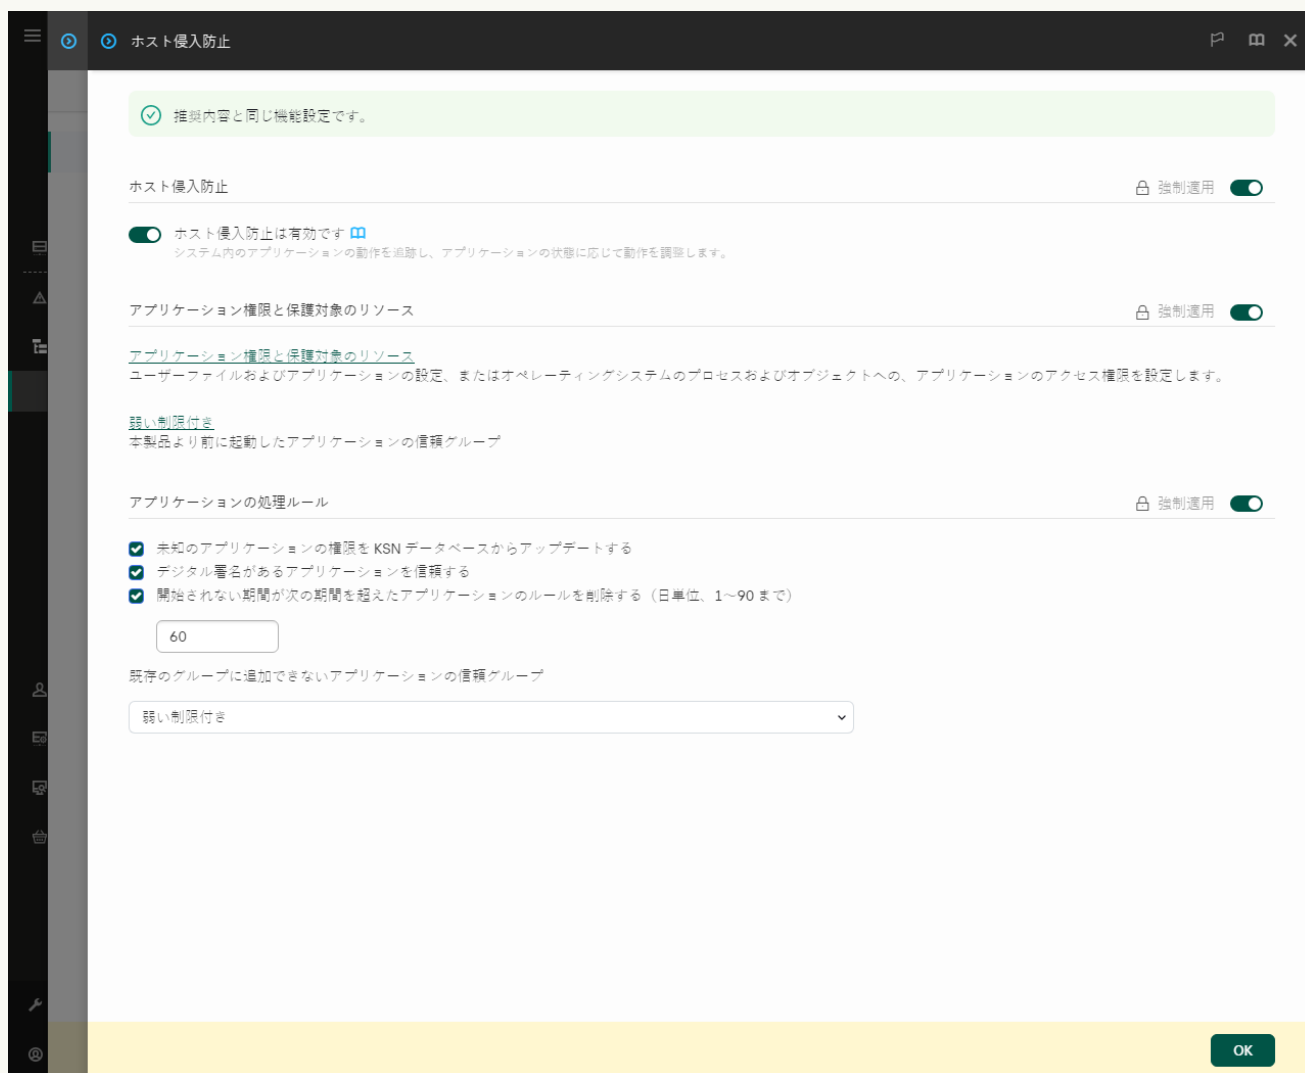 ホスト侵入防止
推奨内容と同じ機能設定です。
ホスト侵入防止
強制適用
ホスト侵入防止は有効です
システム内のアプリケーションの動作を追跡し、アプリケーションの状態に応じて動作を調整します。
アプリケーション権限と保護対象のリソース
強制適用
アプリケーション権限と保護対象のリソース
ユーザーファイルおよびアプリケーションの設定、またはオペレーティングシステムのプロセスおよびオブジェクトへの、アプリケーションのアクセス権限を設定します。
弱い制限付き
本製品より前に起動したアプリケーションの信頼グループ
アプリケーションの処理ルール
強制適用
未知のアプリケーションの権限を KSN データベースからアップデートする
デジタル署名があるアプリケーションを信頼する
開始されない期間が次の期間を超えたアプリケーションのルールを削除する（日単位、1～90 まで）
60
既存のグループに追加できないアプリケーションの信頼グループ
弱い制限付き
OK